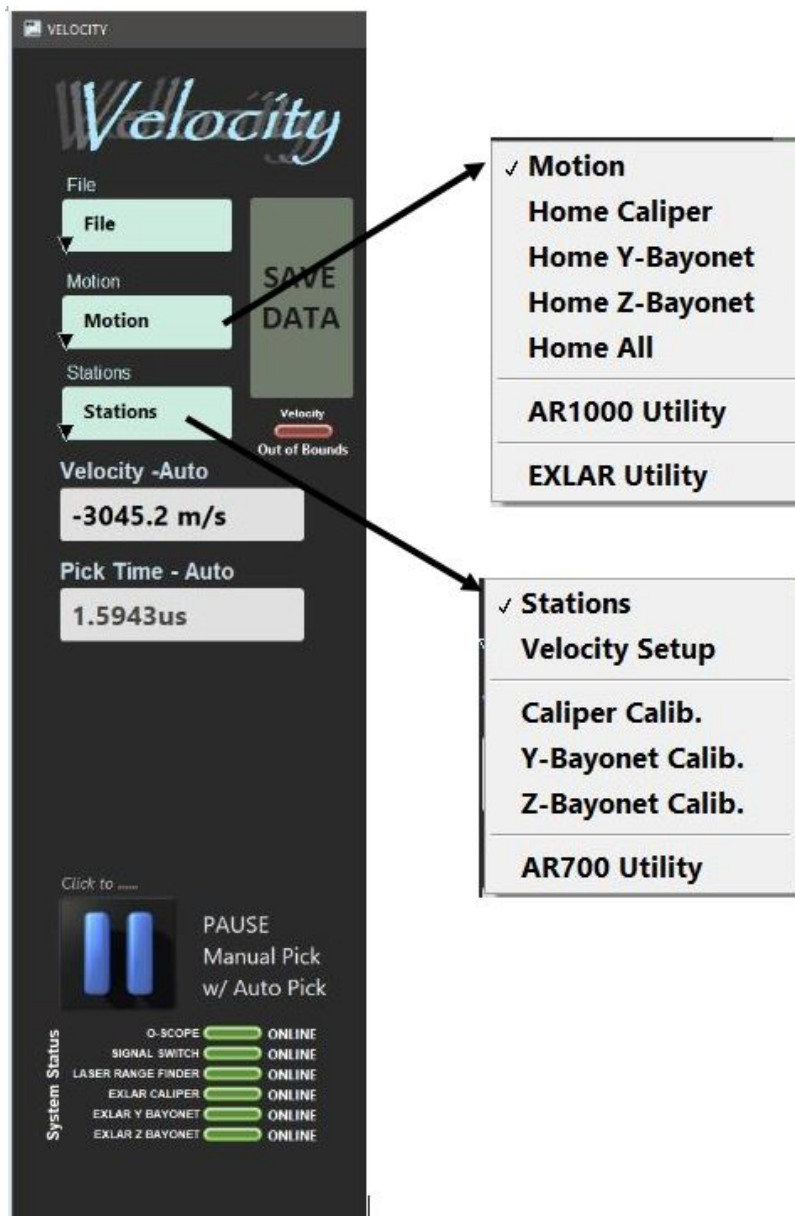 VELOCITY
Velocity
File
File
Motion
Motion
Stations
Stations
SAVE
DATA
Velocity
Out of Bounds
Velocity -Auto
-3045.2 m/s
Pick Time - Auto
1.5943us
Click to ......
PAUSE
Manual Pick
w/ Auto Pick
System Status
O-SCOPE ONLINE
SIGNAL SWITCH ONLINE
LASER RANGE FINDER ONLINE
EXLAR CALIPER ONLINE
EXLAR Y BAYONET ONLINE
EXLAR Z BAYONET ONLINE
✓ Motion
Home Caliper
Home Y-Bayonet
Home Z-Bayonet
Home All
AR1000 Utility
EXLAR Utility
✓ Stations
Velocity Setup
Caliper Calib.
Y-Bayonet Calib.
Z-Bayonet Calib.
AR700 Utility